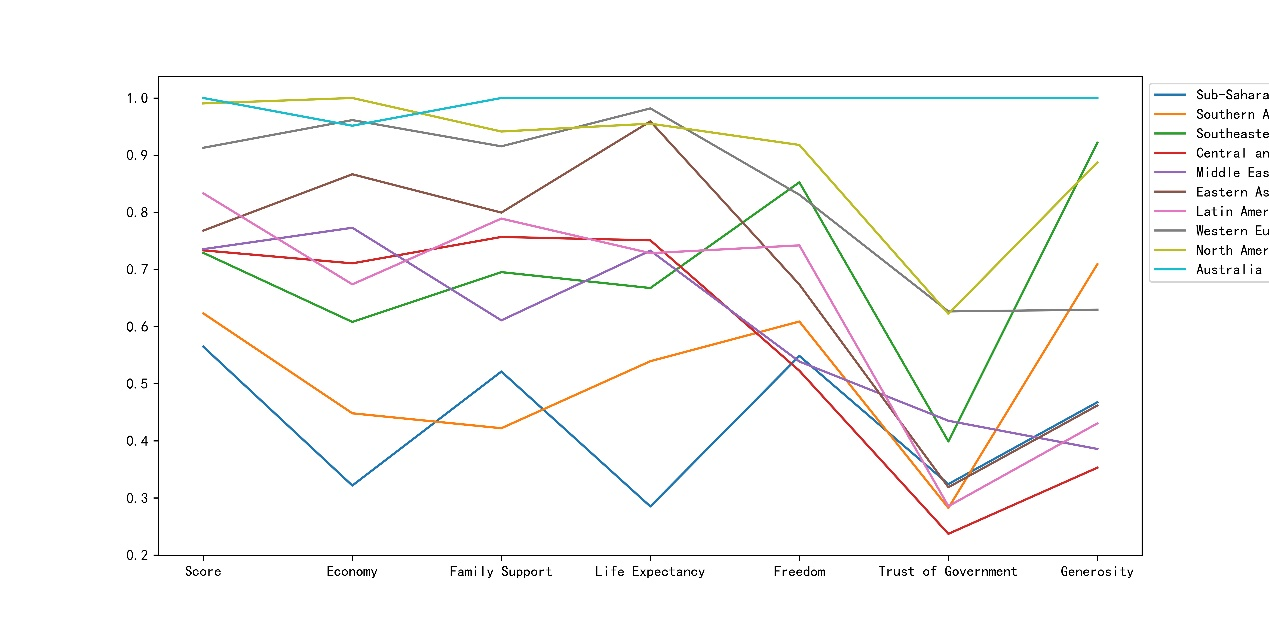 1.0
0.9
0.8
0.7
0.6
0.5
0.4
0.3
0.2
Score Economy Family Support Life Expectancy Freedom Trust of Government Generosity
Sub-Sahara
Southern A
Southeaste
Central an
Middle Eas
Eastern As
Latin Amer
Western Eu
North Amer
Australia